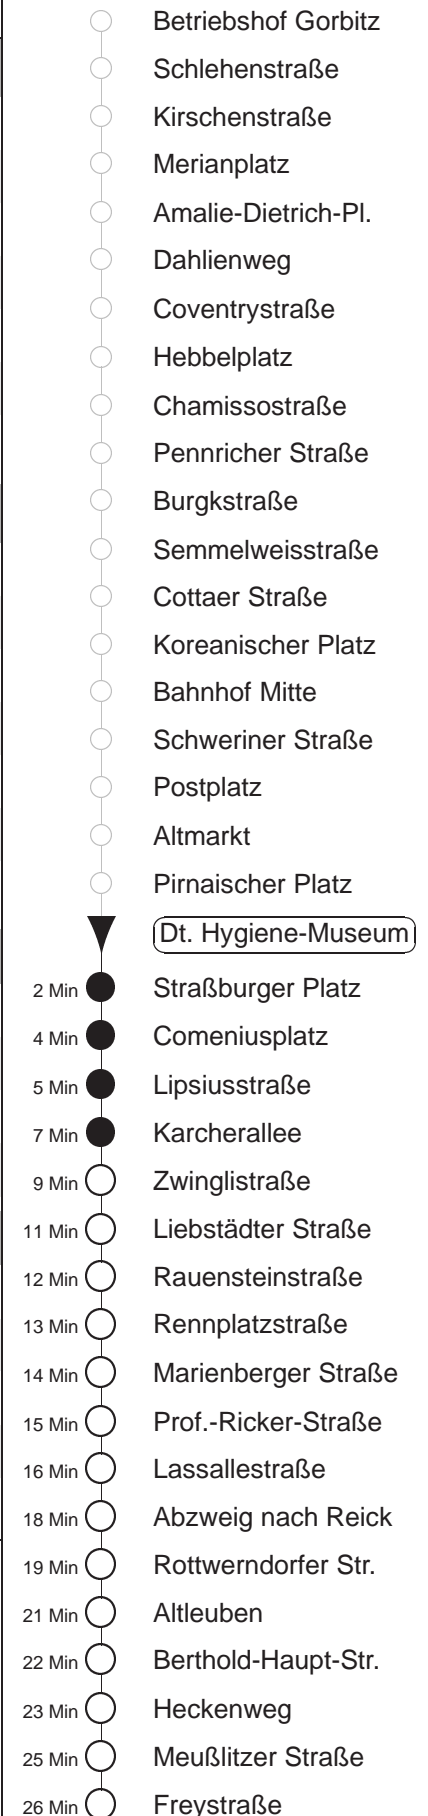 Betriebshof Gorbitz
Schlehenstraße
Kirschenstraße
Merianplatz
Amalie-Dietrich-Pl.
Dahlienweg
Coventrystraße
Hebbelplatz
Chamissostraße
Pennricher Straße
Burgkstraße
Semmelweisstraße
Cottaer Straße
Koreanischer Platz
Bahnhof Mitte
Schweriner Straße
Postplatz
Altmarkt
Pirnaischer Platz
Dt. Hygiene-Museum
2 Min Straßburger Platz
4 Min Comeniusplatz
5 Min Lipsiusstraße
7 Min Karcherallee
9 Min Zwinglistraße
11 Min Liebstädter Straße
12 Min Rauensteinstraße
13 Min Rennplatzstraße
14 Min Marienberger Straße
15 Min Prof.-Ricker-Straße
16 Min Lassallestraße
18 Min Abzweig nach Reick
19 Min Rottwerndorfer Str.
21 Min Altleuben
22 Min Berthold-Haupt-Str.
23 Min Heckenweg
25 Min Meußlitzer Straße
26 Min Freystraße